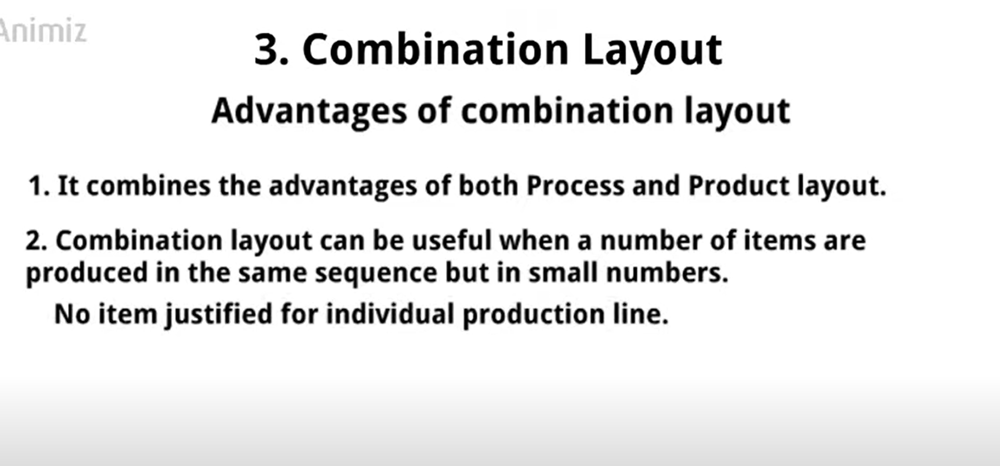 Animiz
3. Combination Layout
Advantages of combination layout
1. It combines the advantages of both Process and Product layout.
2. Combination layout can be useful when a number of items are
produced in the same sequence but in small numbers.
No item justified for individual production line.